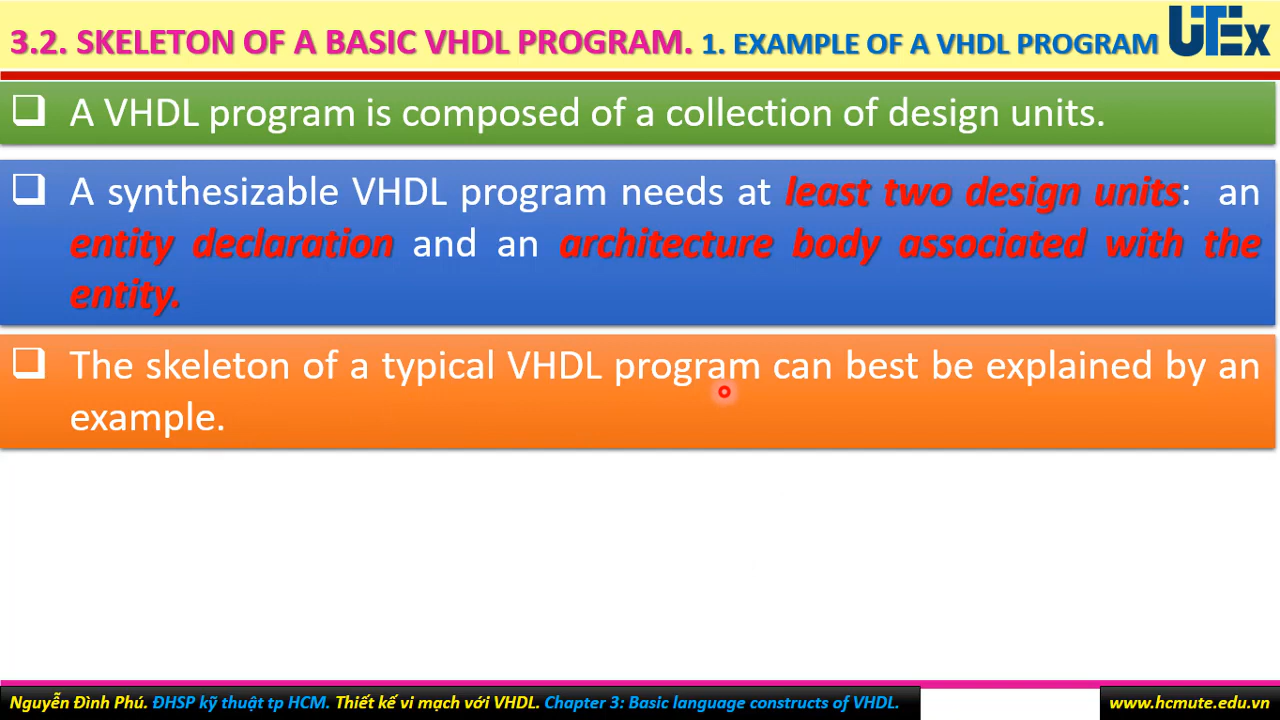 3.2. SKELETON OF A BASIC VHDL PROGRAM. 1. EXAMPLE OF A VHDL PROGRAM UTEx
A VHDL program is composed of a collection of design units.
A synthesizable VHDL program needs at least two design units: an
entity declaration and an architecture body associated with the
entity.
The skeleton of a typical VHDL program can best be explained by an
example.
Nguyễn Đình Phú. ĐHSP kỹ thuật tp HCM. Thiết kế vi mạch với VHDL. Chapter 3: Basic language constructs of VHDL. www.hcmute.edu.vn